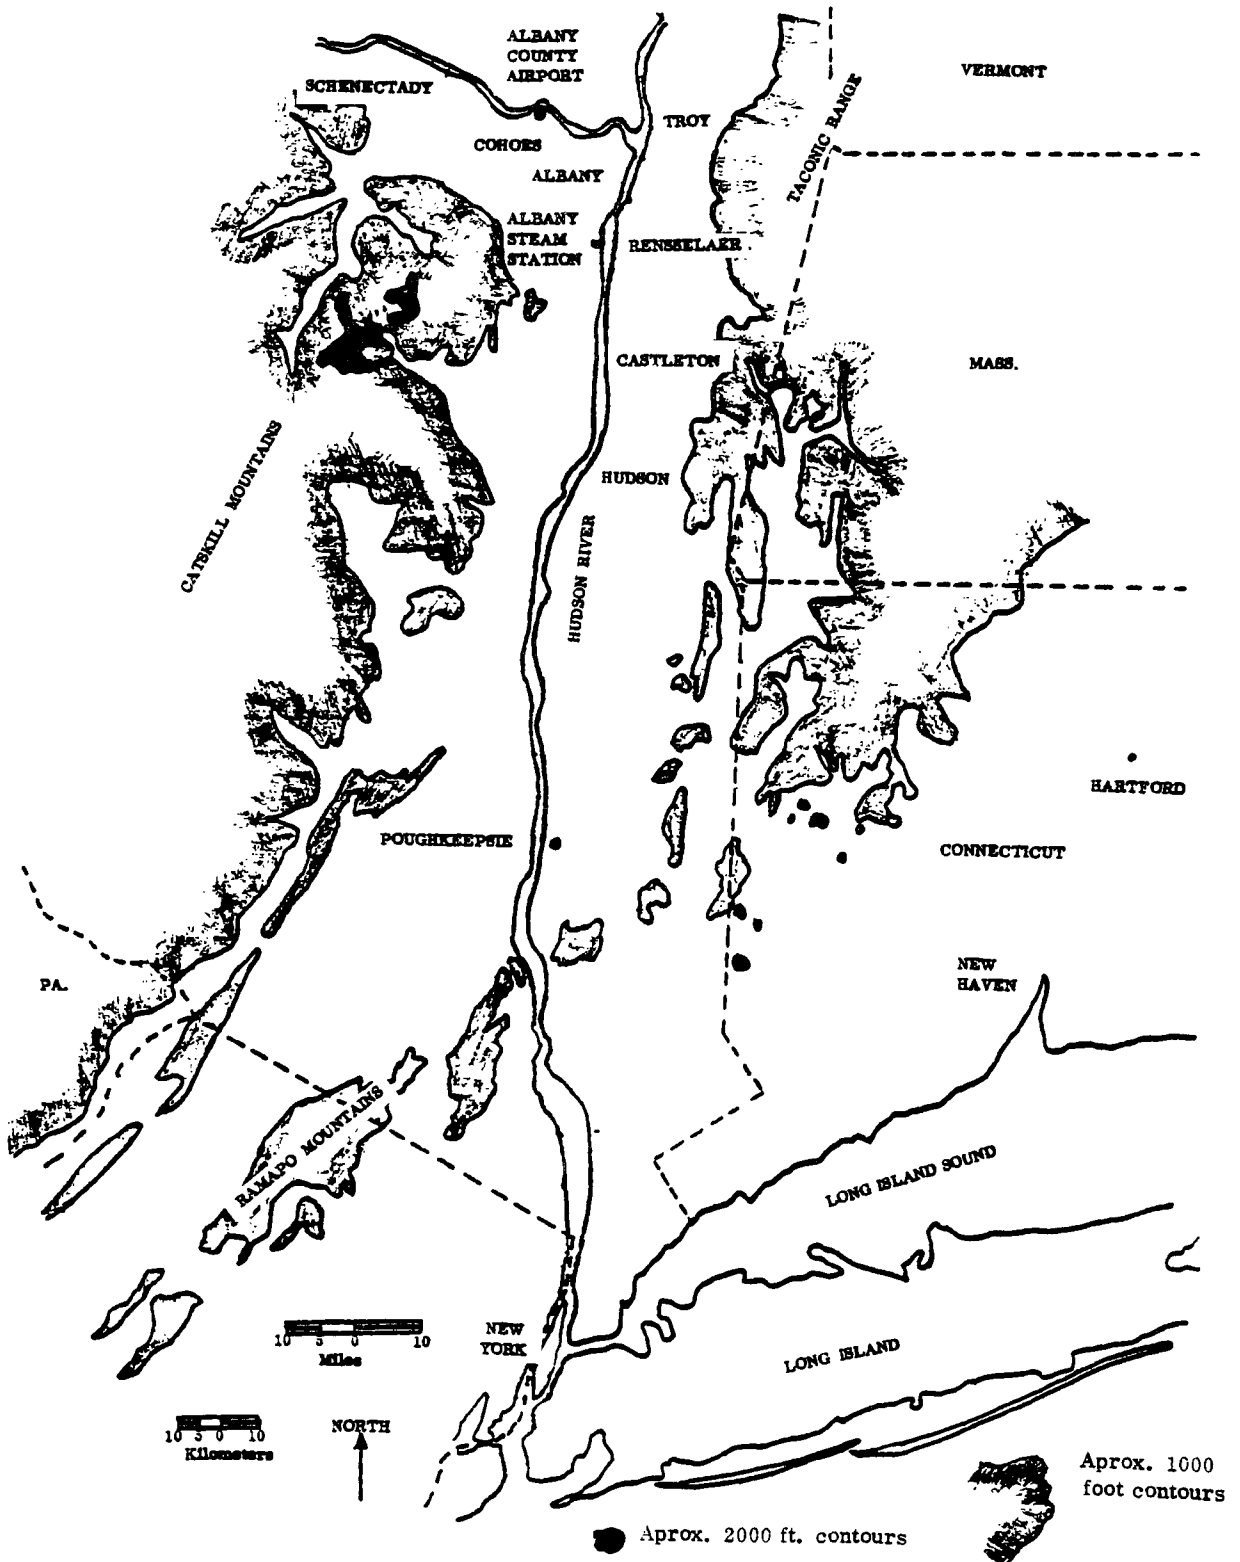 ALBANY
COUNTY
AIRPORT
SCHENECTADY
VERMONT
TROY
TACONIC RANGE
COHOES
ALBANY
ALBANY
STEAM
STATION
RENSSELAER
CASTLETON
MASS.
CATSKILL MOUNTAINS
HUDSON
HUDSON RIVER
HARTFORD
POUGHKEEPSIE
CONNECTICUT
PA.
NEW
HAVEN
RAMAPO MOUNTAINS
LONG ISLAND SOUND
NEW
YORK
10 5 0 10
Miles
LONG ISLAND
10 5 0 10
Kilometers
NORTH
Aprox. 1000
foot contours
Aprox. 2000 ft. contours